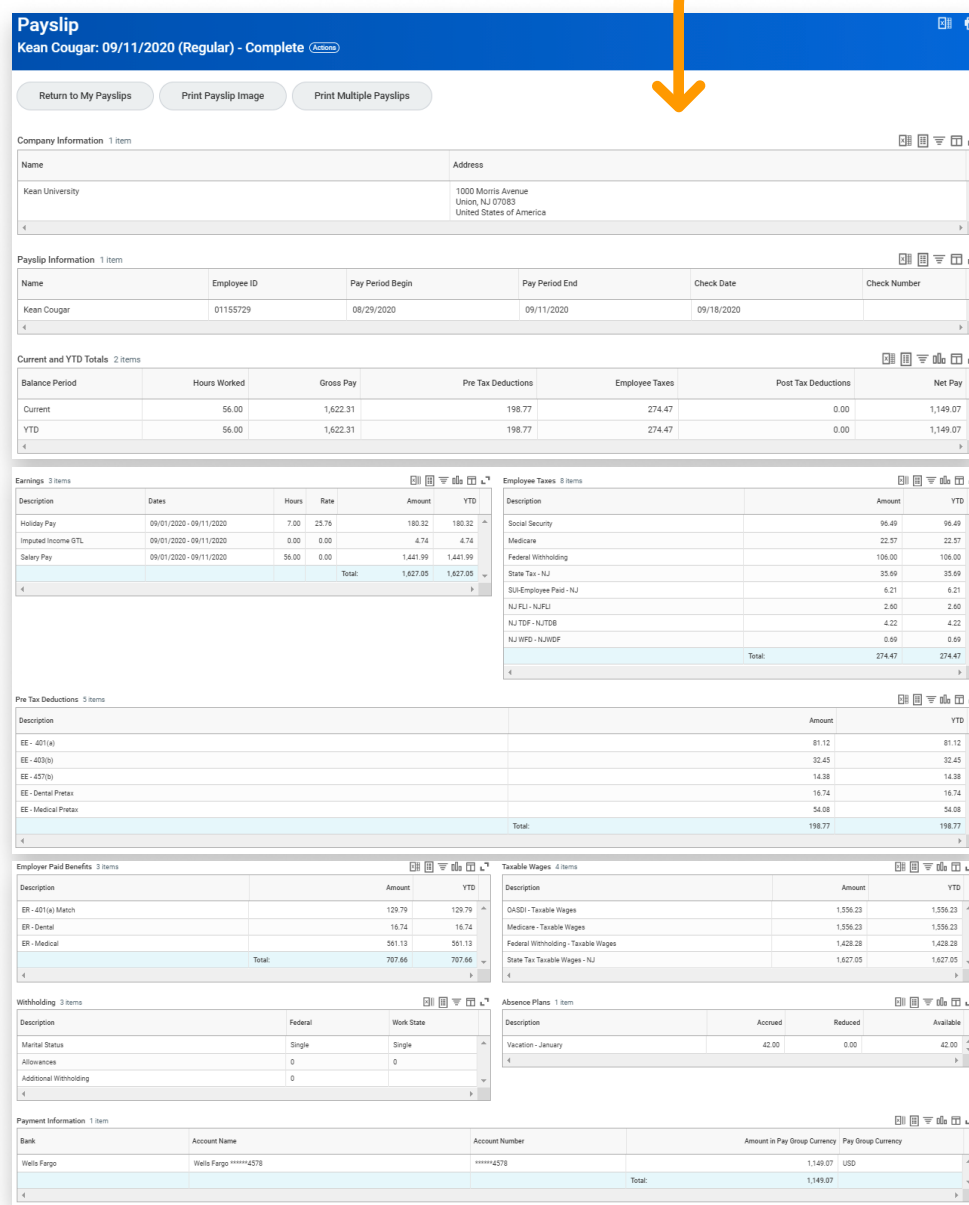 Payslip
Kean Cougar: 09/11/2020 (Regular) - Complete Actions
Return to My Payslips Print Payslip Image Print Multiple Payslips
Company Information 1 item
Name Address
Kean University 1000 Morris Avenue
Union, NJ 07083
United States of America
Payslip Information 1 item
Name Employee ID Pay Period Begin Pay Period End Check Date Check Number
Kean Cougar 01155729 08/29/2020 09/11/2020 09/18/2020
Current and YTD Totals 2 items
Balance Period Hours Worked Gross Pay Pre Tax Deductions Employee Taxes Post Tax Deductions Net Pay
Current 56.00 1,622.31 198.77 274.47 0.00 1,149.07
YTD 56.00 1,622.31 198.77 274.47 0.00 1,149.07
Earnings 3 items
Description Dates Hours Rate Amount YTD
Holiday Pay 09/01/2020 - 09/11/2020 7.00 25.76 180.32 180.32
Imputed Income GTL 09/01/2020 - 09/11/2020 0.00 0.00 4.74 4.74
Salary Pay 09/01/2020 - 09/11/2020 56.00 0.00 1,441.99 1,441.99
Total: 1,627.05 1,627.05
Employee Taxes 8 items
Description Amount YTD
Social Security 96.49 96.49
Medicare 22.57 22.57
Federal Withholding 106.00 106.00
State Tax - NJ 35.69 35.69
SUI-Employee Paid - NJ 6.21 6.21
NJ FLI - NJFLI 2.60 2.60
NJ TDF - NJTDB 4.22 4.22
NJ WFD - NJWDF 0.69 0.69
Total: 274.47 274.47
Pre Tax Deductions 5 items
Description Amount YTD
EE - 401(a) 81.12 81.12
EE - 403(b) 32.45 32.45
EE - 457(b) 14.38 14.38
EE - Dental Pretax 16.74 16.74
EE - Medical Pretax 54.08 54.08
Total: 198.77 198.77
Employer Paid Benefits 3 items
Description Amount YTD
ER - 401(a) Match 129.79 129.79
ER - Dental 16.74 16.74
ER - Medical 561.13 561.13
Total: 707.66 707.66
Taxable Wages 4 items
Description Amount YTD
OASDI - Taxable Wages 1,556.23 1,556.23
Medicare - Taxable Wages 1,556.23 1,556.23
Federal Withholding - Taxable Wages 1,428.28 1,428.28
State Tax Taxable Wages - NJ 1,627.05 1,627.05
Withholding 3 items
Description Federal Work State
Marital Status Single Single
Allowances 0 0
Additional Withholding 0
Absence Plans 1 item
Description Accrued Reduced Available
Vacation - January 42.00 0.00 42.00
Payment Information 1 item
Bank Account Name Account Number Amount in Pay Group Currency Pay Group Currency
Wells Fargo Wells Fargo ******4578 ******4578 1,149.07 USD
Total: 1,149.07